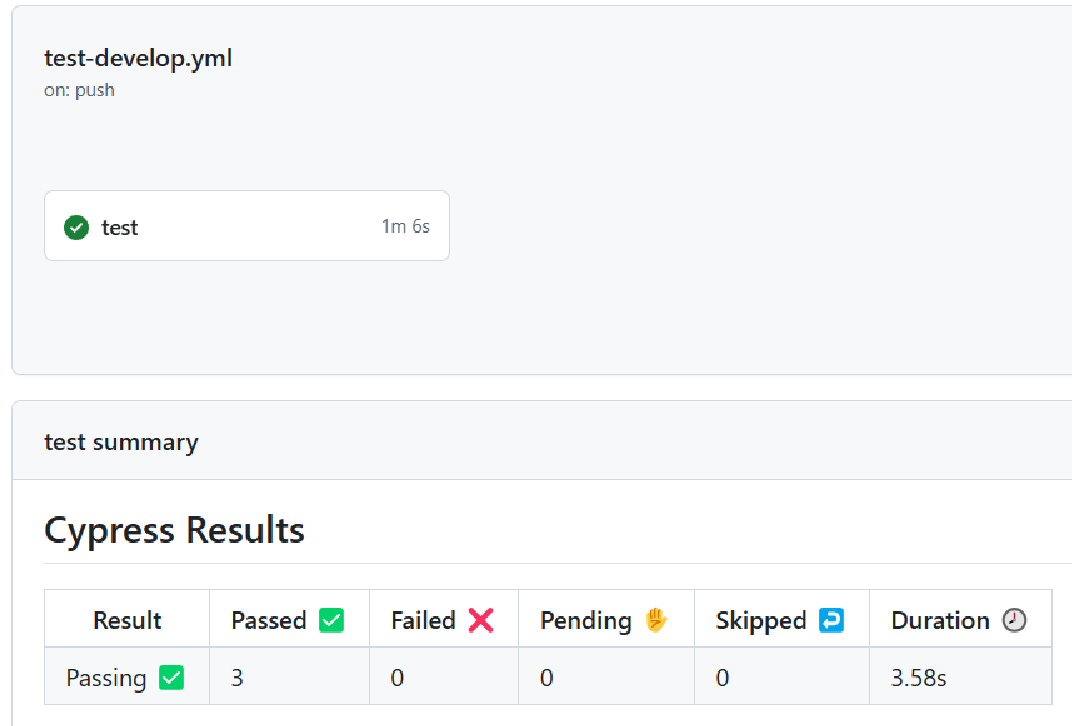 test-develop.yml
on: push
test 1m 6s
test summary
Cypress Results
Result Passed ✅ Failed ❌ Pending ✋ Skipped ↩️ Duration 🕗
Passing ✅ 3 0 0 0 3.58s